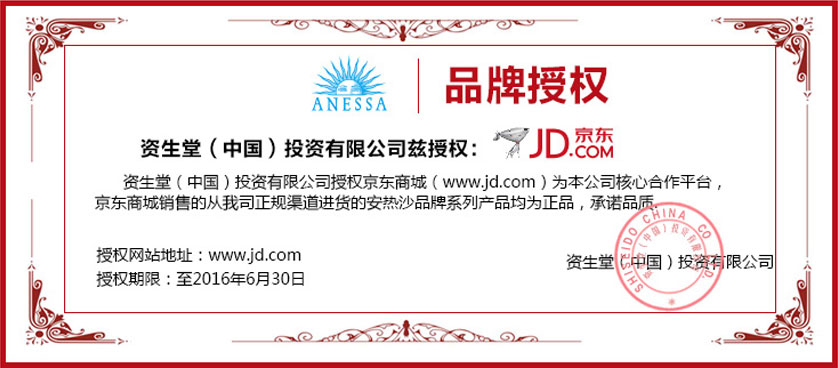 ANESSA
品牌授权
资生堂（中国）投资有限公司兹授权：
JD.京东.COM
资生堂（中国）投资有限公司授权京东商城（www.jd.com）为本公司核心合作平台，
京东商城销售的从我司正规渠道进货的安热沙品牌系列产品均为正品，承诺品质.
授权网站地址：www.jd.com
授权期限：至2016年6月30日
资生堂（中国）投资有限公司
SHISEIDO CHINA CO